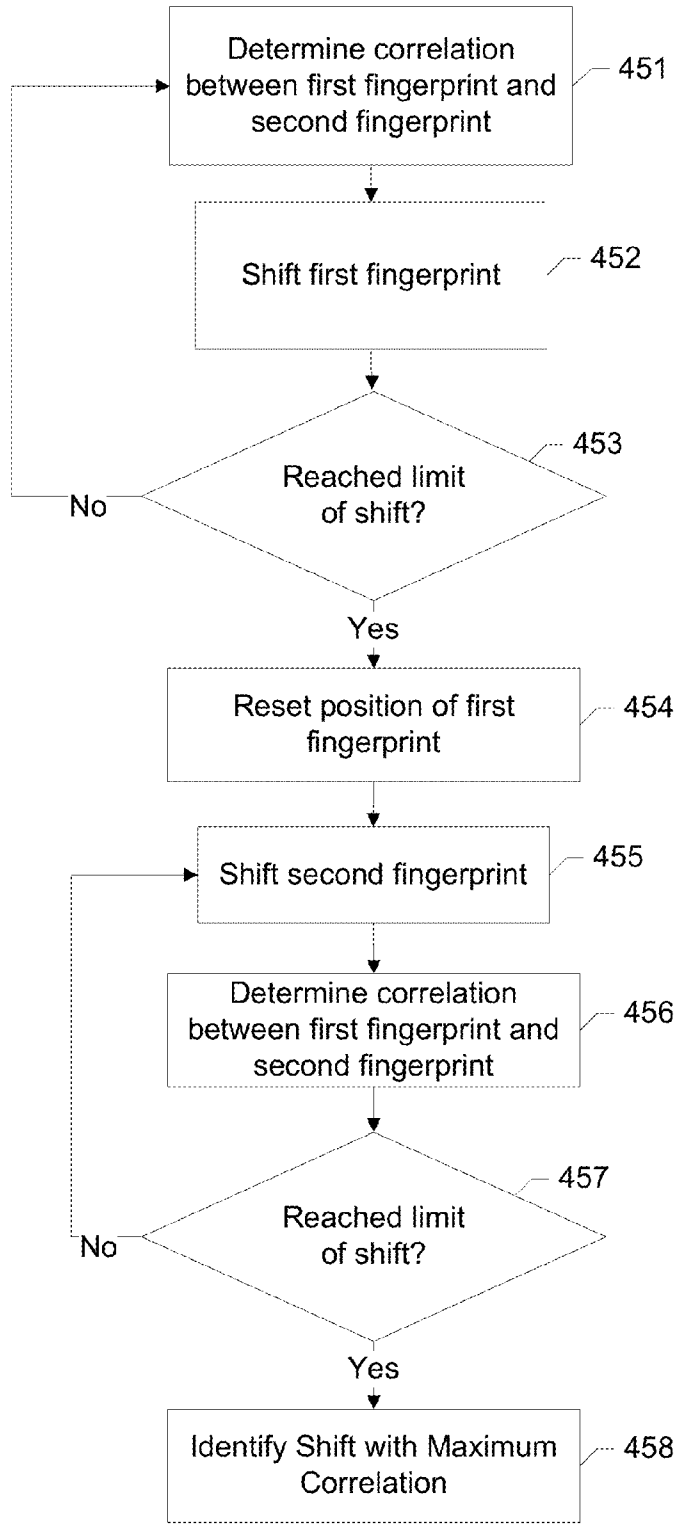 Determine correlation
between first fingerprint and
second fingerprint
451
Shift first fingerprint
452
453
Reached limit
of shift?
No
Yes
Reset position of first
fingerprint
454
Shift second fingerprint
455
Determine correlation
between first fingerprint and
second fingerprint
456
457
Reached limit
of shift?
No
Yes
Identify Shift with Maximum
Correlation
458